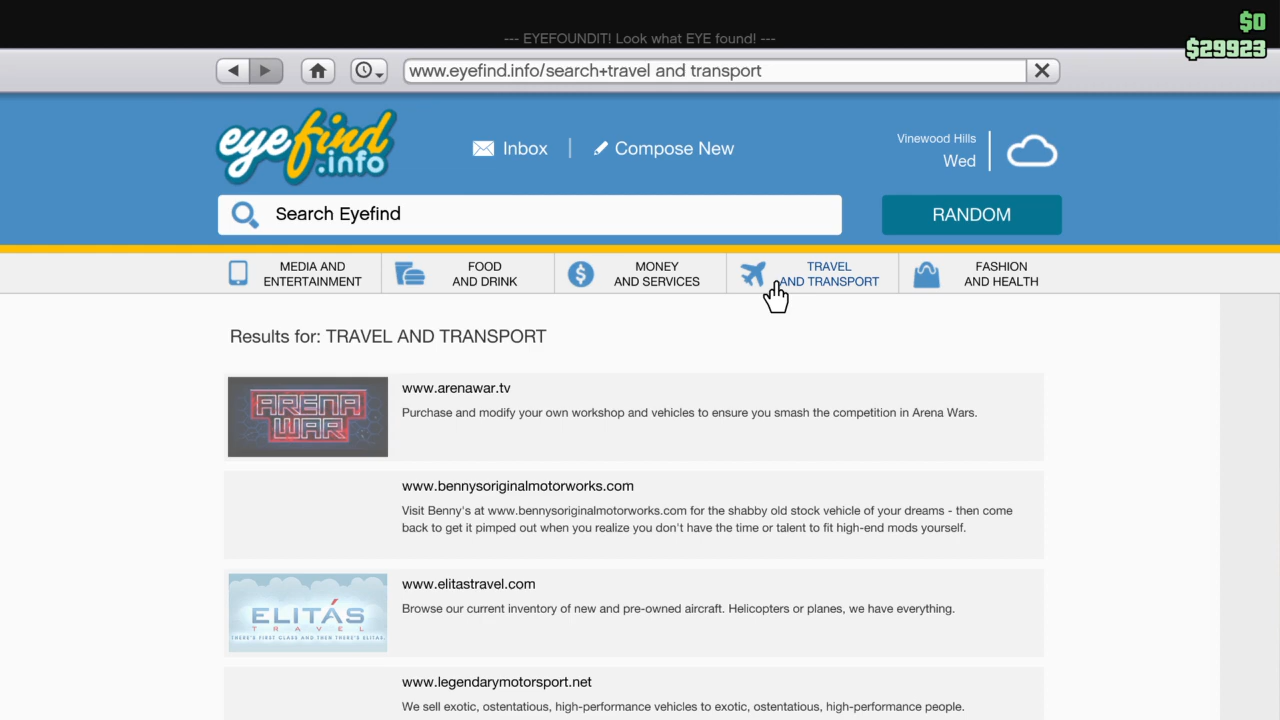 $0
--- EYEFOUNDIT! Look what EYE found! ---
$29923
www.eyefind.info/search+travel and transport
eyefind
.info
Inbox
Compose New
Vinewood Hills
Wed
Search Eyefind
RANDOM
MEDIA AND
ENTERTAINMENT
FOOD
AND DRINK
MONEY
AND SERVICES
TRAVEL
AND TRANSPORT
FASHION
AND HEALTH
Results for: TRAVEL AND TRANSPORT
ARENA
WAR
www.arenawar.tv
Purchase and modify your own workshop and vehicles to ensure you smash the competition in Arena Wars.
www.bennysoriginalmotorworks.com
Visit Benny's at www.bennysoriginalmotorworks.com for the shabby old stock vehicle of your dreams - then come
back to get it pimped out when you realize you don't have the time or talent to fit high-end mods yourself.
ELITÁS
TRAVEL
THERE'S FIRST CLASS AND THEN THERE'S ELITAS.
www.elitastravel.com
Browse our current inventory of new and pre-owned aircraft. Helicopters or planes, we have everything.
www.legendarymotorsport.net
We sell exotic, ostentatious, high-performance vehicles to exotic, ostentatious, high-performance people.